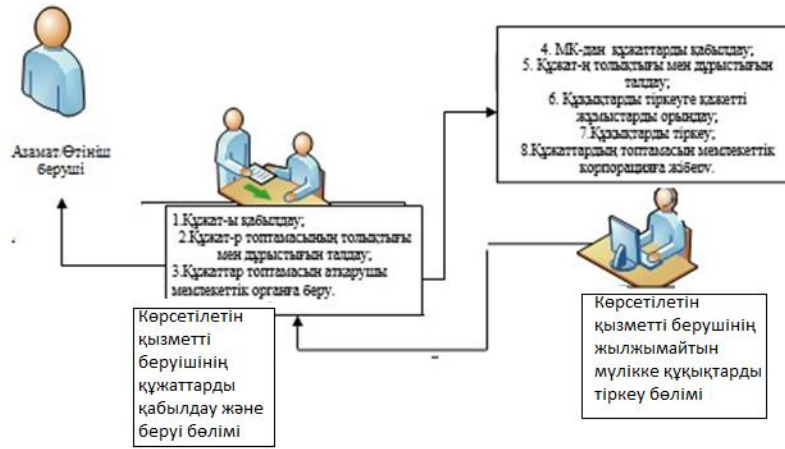 Азамат/Өтініш
беруші
1.Құжат-ы қабылдау;
2.Құжат-р топтамасының толықтығы
мен дұрыстығын талдау;
3.Құжаттар топтамасын атқарушы
мемлекеттік органға беру.
Көрсетілетін
қызметті
беруішінің
құжаттарды
қабылдау және
беруі бөлімі
4. МК-дан құжаттарды қабылдау;
5. Құжат-ң толықтығы мен дұрыстығын
талдау;
6. Құқықтарды тіркеуге қажетті
жұмыстарды орындау;
7.Құқықтарды тіркеу;
8.Құжаттардың топтамасын мемлекеттік
корпорацияға жіберу.
Көрсетілетін
қызметті берушінің
жылжымайтын
мүлікке құқықтарды
тіркеу бөлімі